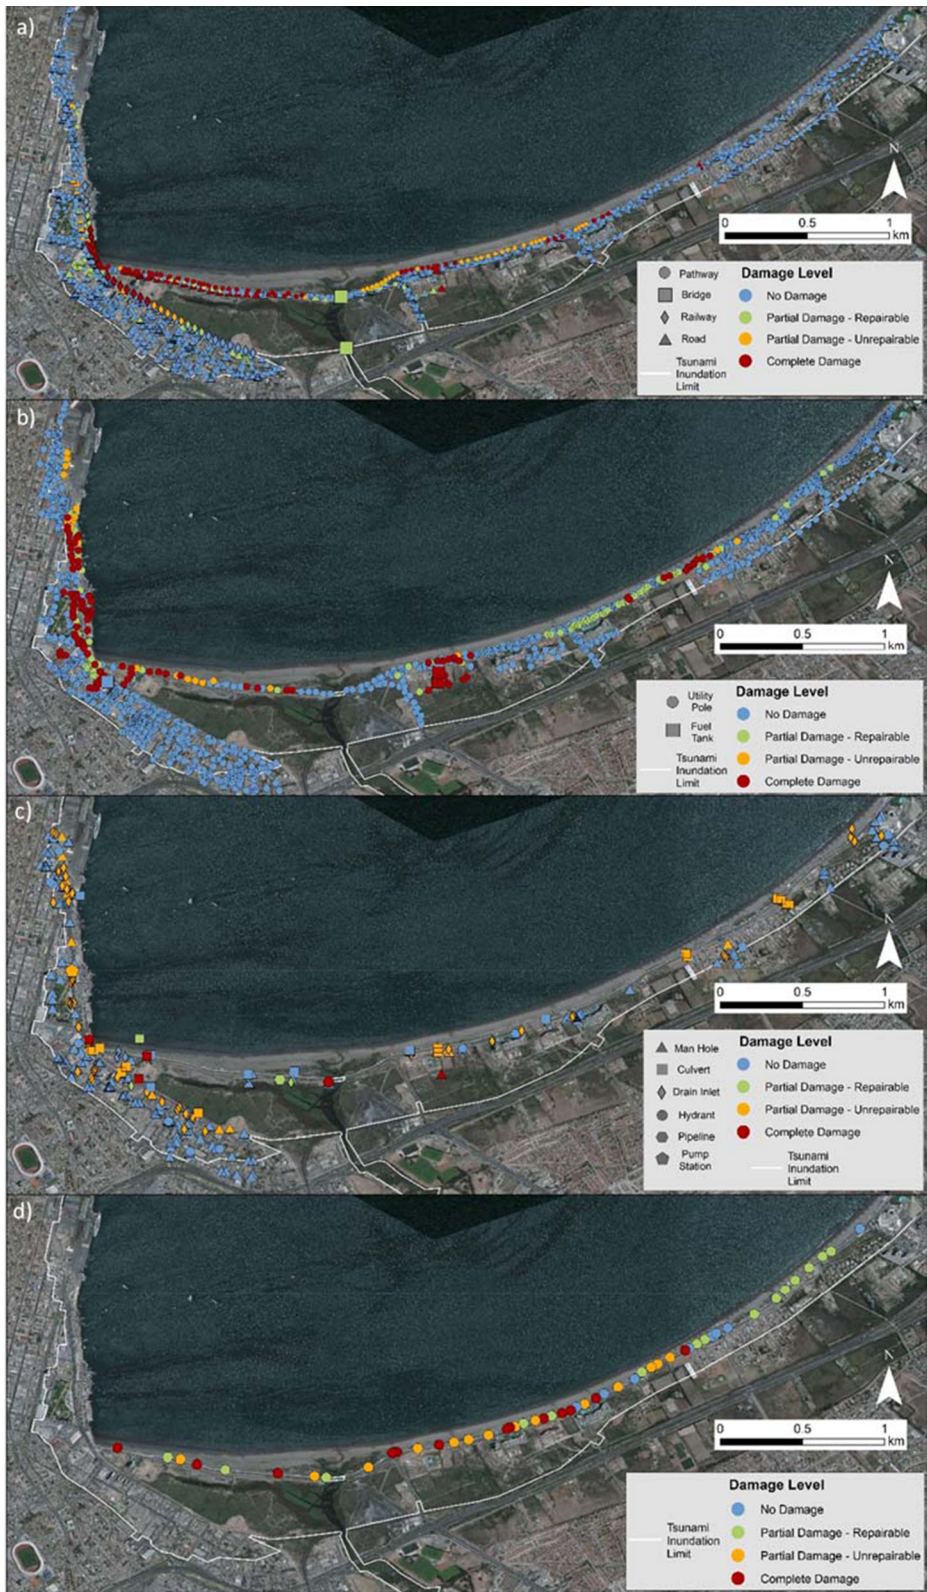 a)
N
0 0.5 1
km
Pathway
Bridge
Railway
Road
Tsunami
Inundation
Limit
Damage Level
No Damage
Partial Damage - Repairable
Partial Damage - Unrepairable
Complete Damage
b)
N
0 0.5 1
km
Utility
Pole
Fuel
Tank
Tsunami
Inundation
Limit
Damage Level
No Damage
Partial Damage - Repairable
Partial Damage - Unrepairable
Complete Damage
c)
N
0 0.5 1
km
Man Hole
Culvert
Drain Inlet
Hydrant
Pipeline
Pump
Station
Damage Level
No Damage
Partial Damage - Repairable
Partial Damage - Unrepairable
Complete Damage
Tsunami
Inundation
Limit
d)
N
0 0.5 1
km
Tsunami
Inundation
Limit
Damage Level
No Damage
Partial Damage - Repairable
Partial Damage - Unrepairable
Complete Damage